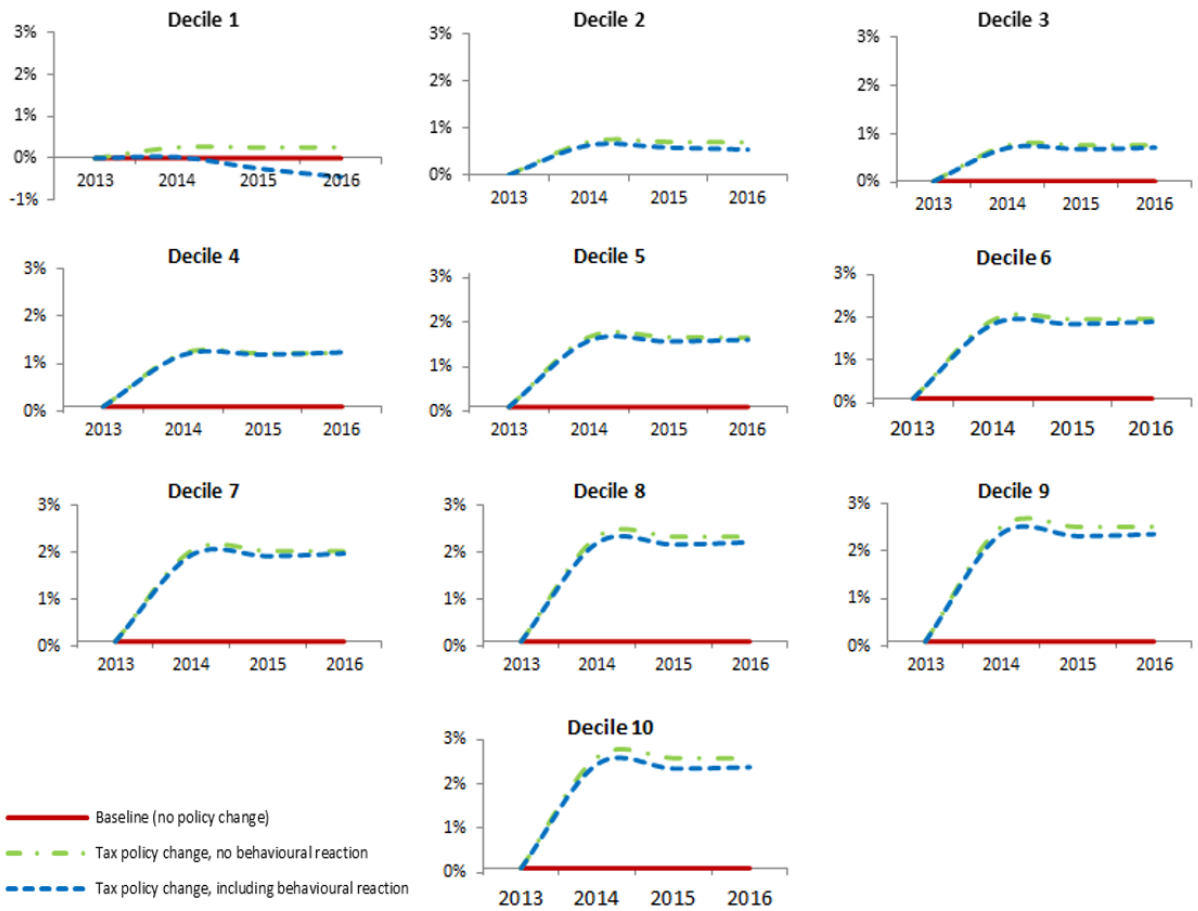 Decile 1
3%
2%
1%
0%
-1%
2013 2014 2015 2016
Decile 2
3%
2%
1%
0%
2013 2014 2015 2016
Decile 3
3%
2%
1%
0%
2013 2014 2015 2016
Decile 4
3%
2%
1%
0%
2013 2014 2015 2016
Decile 5
3%
2%
1%
0%
2013 2014 2015 2016
Decile 6
3%
2%
1%
0%
2013 2014 2015 2016
Decile 7
3%
2%
1%
0%
2013 2014 2015 2016
Decile 8
3%
2%
1%
0%
2013 2014 2015 2016
Decile 9
3%
2%
1%
0%
2013 2014 2015 2016
Decile 10
3%
2%
1%
0%
2013 2014 2015 2016
Baseline (no policy change)
Tax policy change, no behavioural reaction
Tax policy change, including behavioural reaction